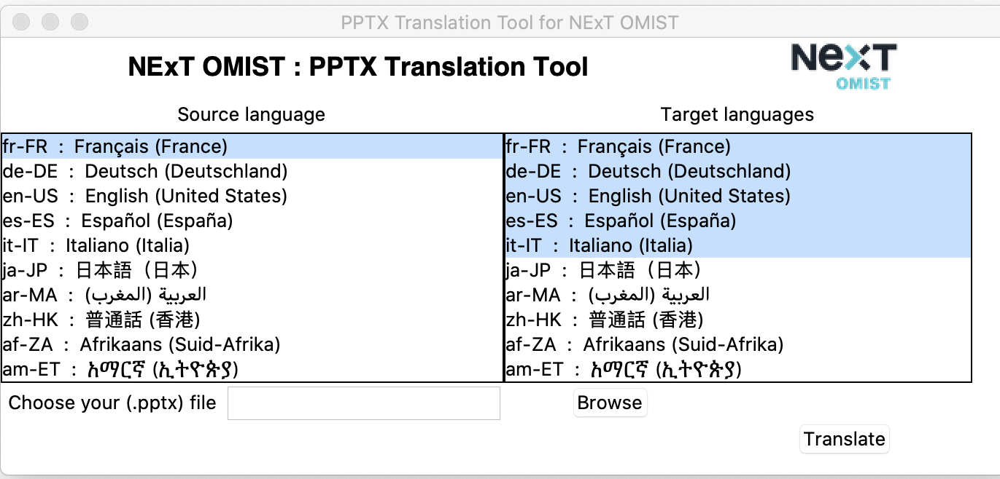 PPTX Translation Tool for NExT OMIST
NExT OMIST : PPTX Translation Tool
NexT
OMIST
Source language
Target languages
fr-FR : Français (France)
de-DE : Deutsch (Deutschland)
en-US : English (United States)
es-ES : Español (España)
it-IT : Italiano (Italia)
ja-JP : 日本語（日本）
ar-MA : العربية (المغرب)
zh-HK : 普通話 (香港)
af-ZA : Afrikaans (Suid-Afrika)
am-ET : አማርኛ (ኢትዮጵያ)
fr-FR : Français (France)
de-DE : Deutsch (Deutschland)
en-US : English (United States)
es-ES : Español (España)
it-IT : Italiano (Italia)
ja-JP : 日本語（日本）
ar-MA : العربية (المغرب)
zh-HK : 普通話 (香港)
af-ZA : Afrikaans (Suid-Afrika)
am-ET : አማርኛ (ኢትዮጵያ)
Choose your (.pptx) file
Browse
Translate